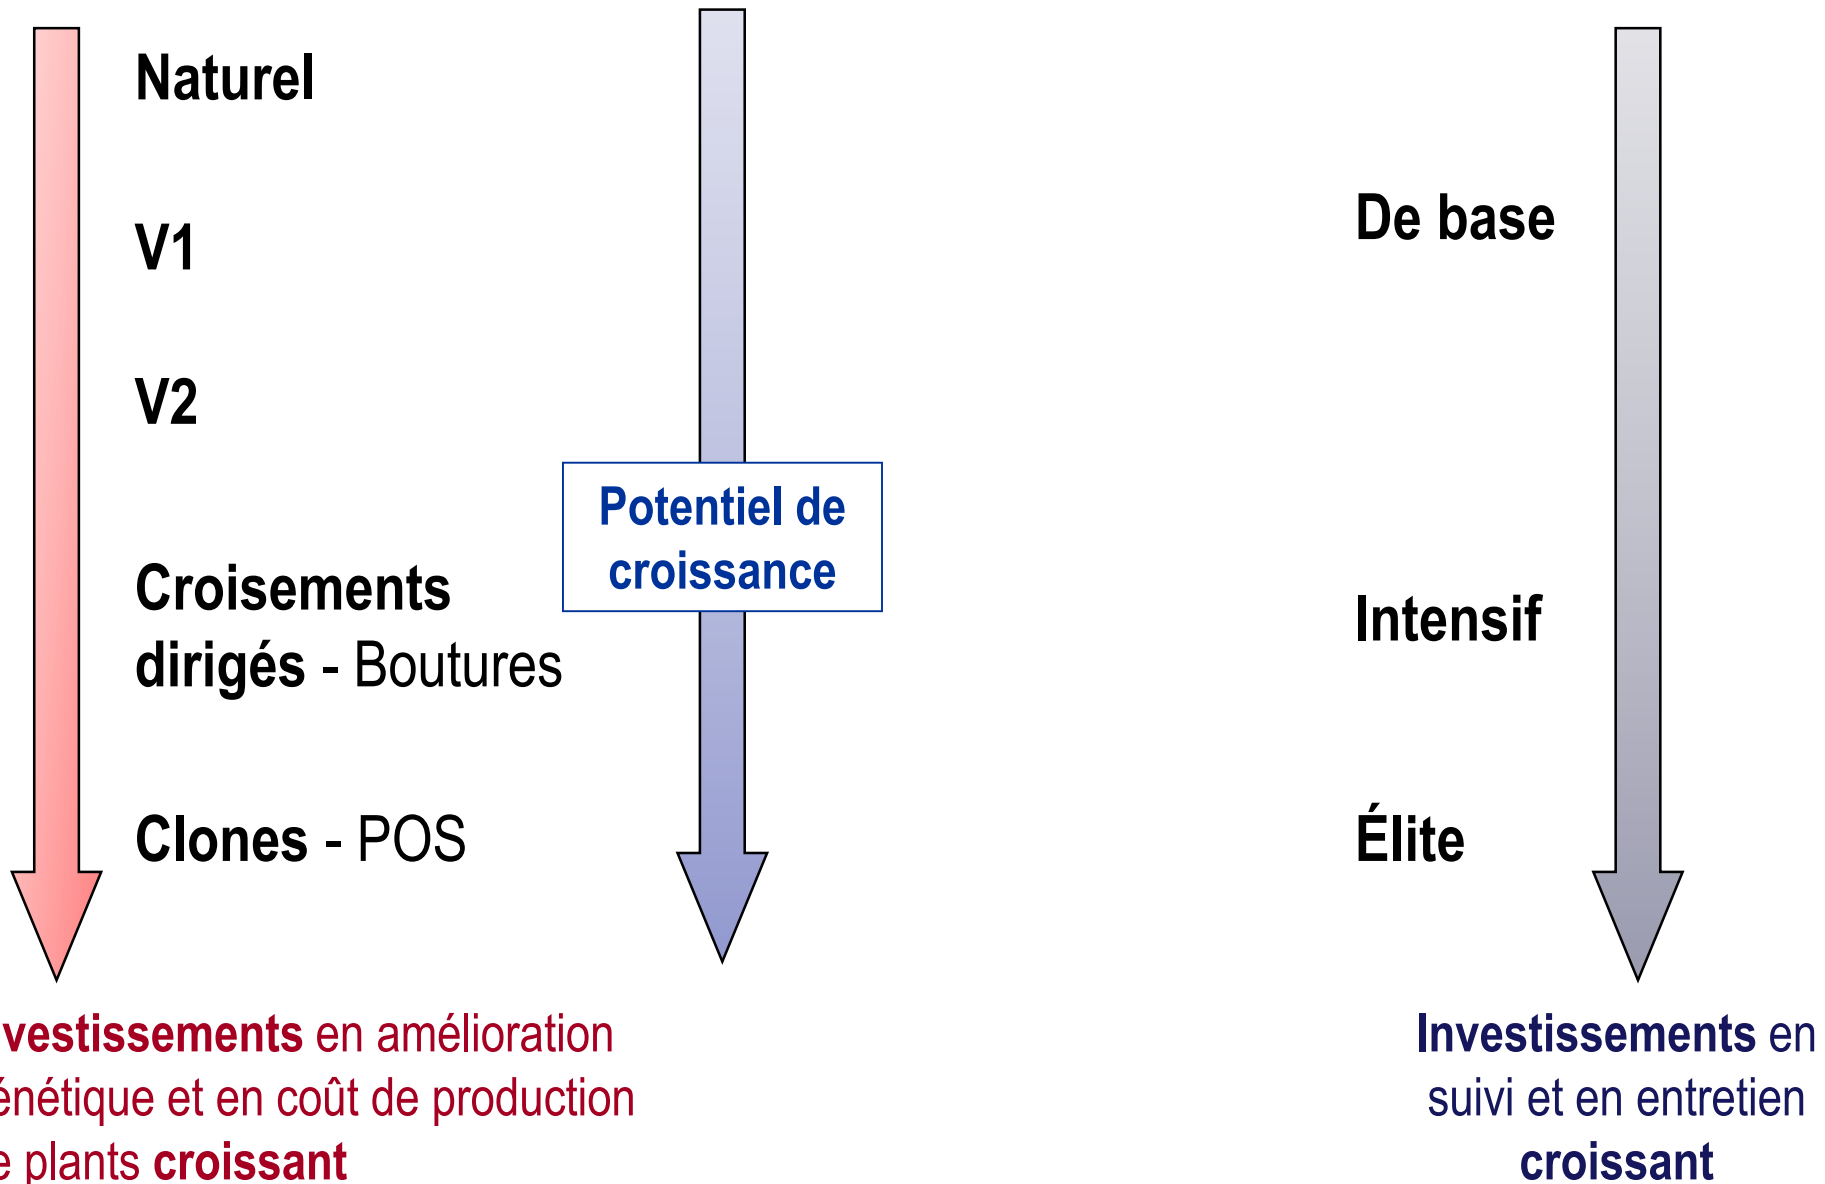 Naturel
V1
V2
Croisements
dirigés - Boutures
Clones - POS
Potentiel de
croissance
De base
Intensif
Élite
vestissements en amélioration
énétique et en coût de production
e plants croissant
Investissements en
suivi et en entretien
croissant